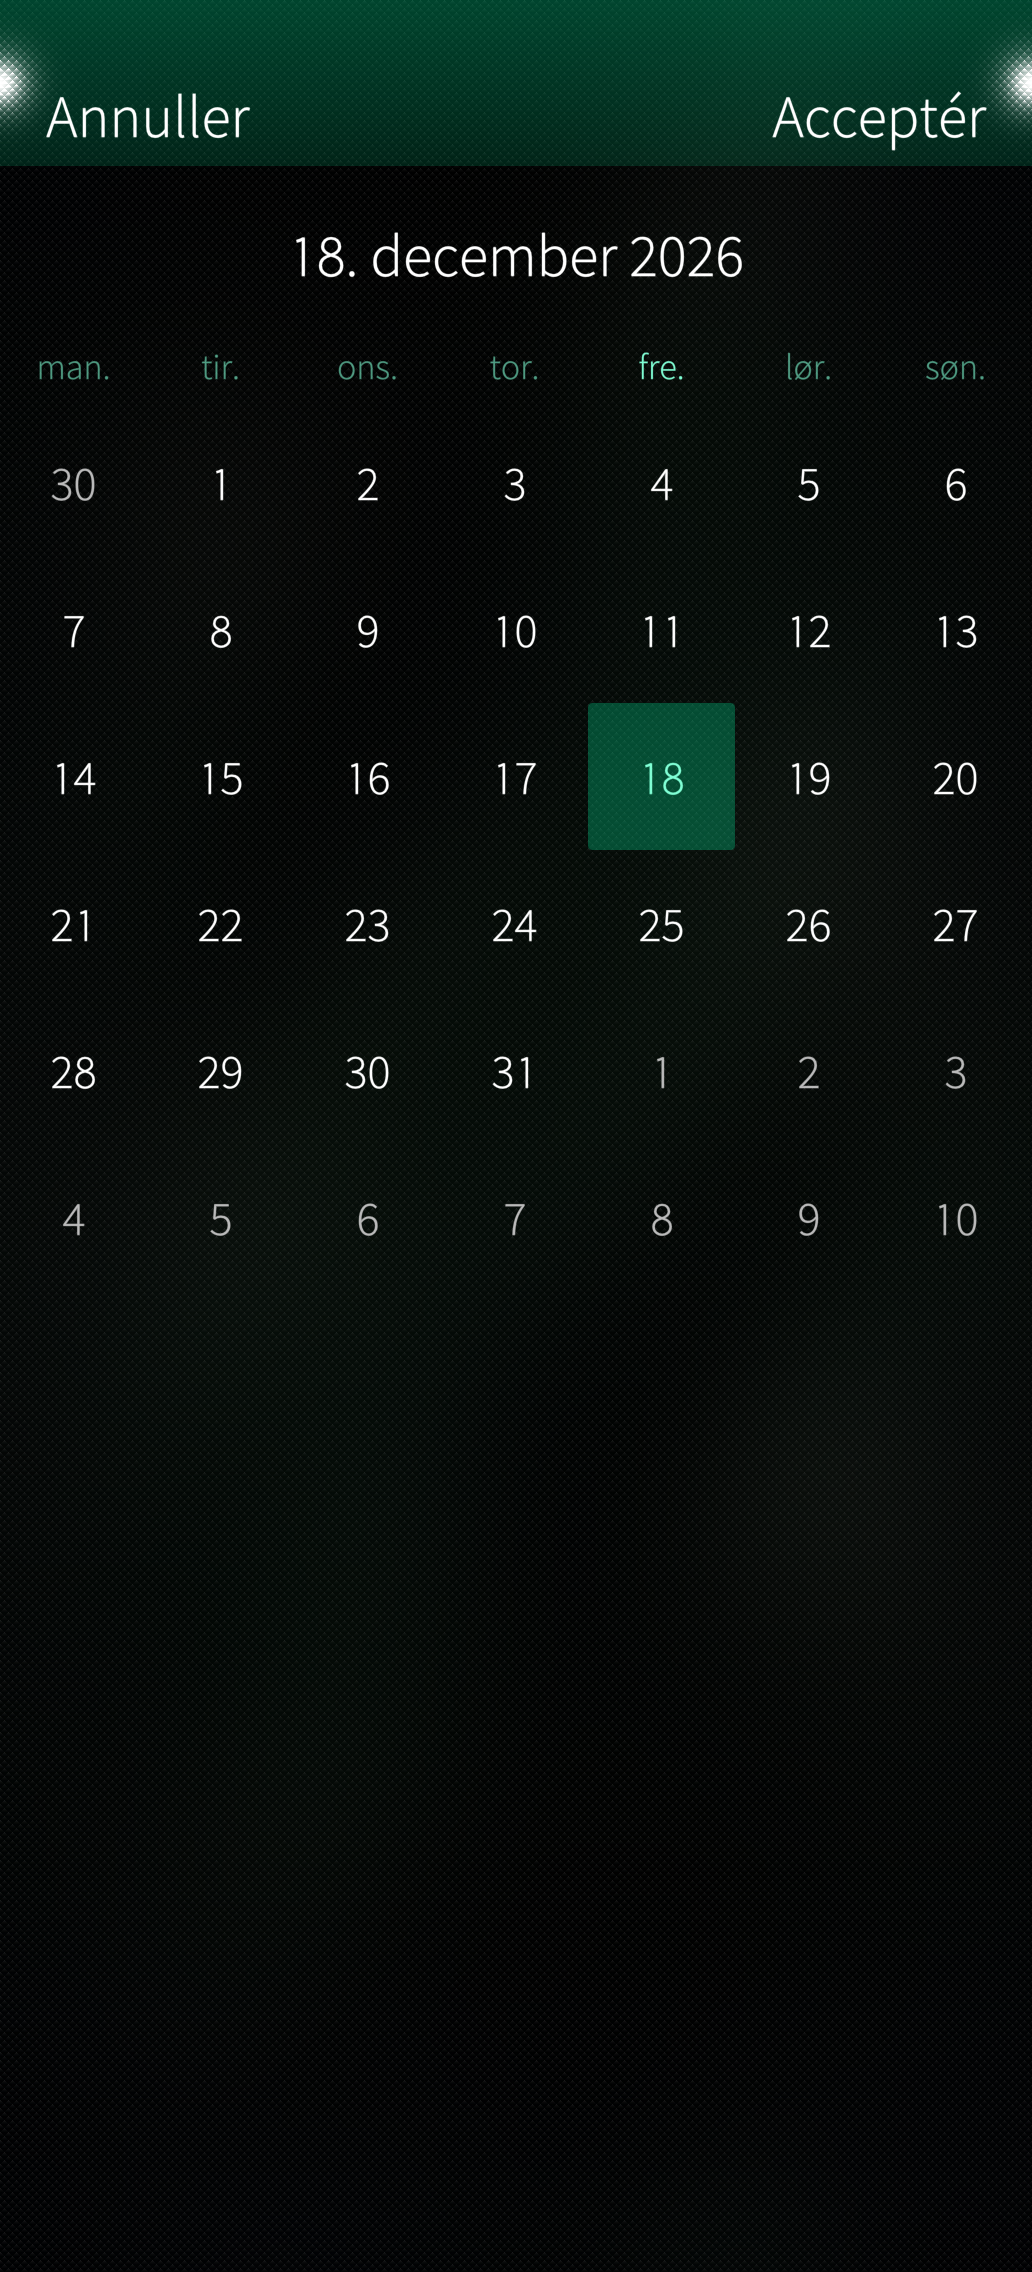 Annuller Acceptér
18. december 2026
man. tir. ons. tor. fre. lør. søn.
30 1 2 3 4 5 6
7 8 9 10 11 12 13
14 15 16 17 18 19 20
21 22 23 24 25 26 27
28 29 30 31 1 2 3
4 5 6 7 8 9 10